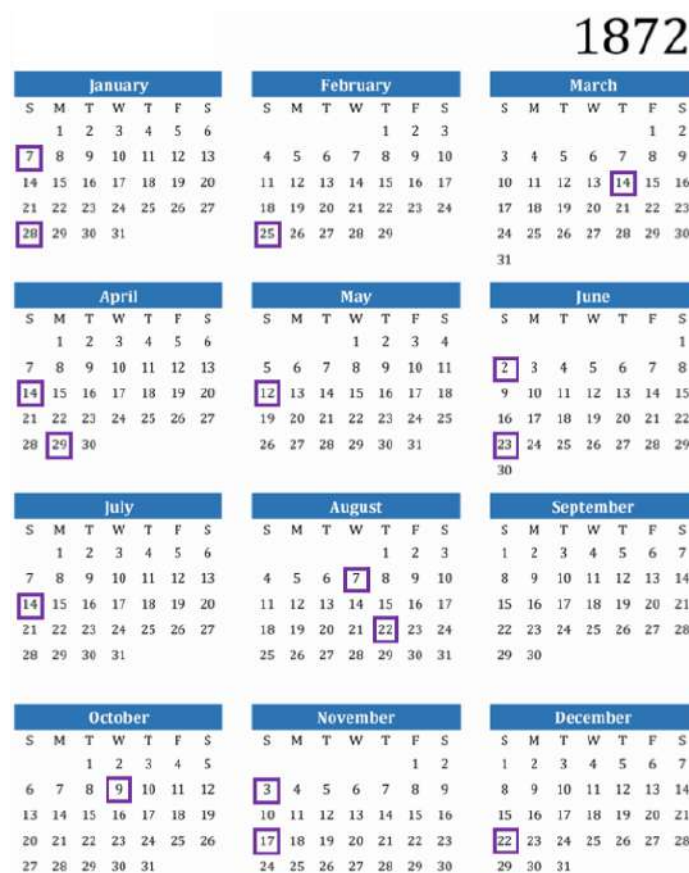 1872
January February March
S M T W T F S S M T W T F S S M T W T F S
1 2 3 4 5 6 1 2 3 1 2
7 8 9 10 11 12 13 4 5 6 7 8 9 10 3 4 5 6 7 8 9
14 15 16 17 18 19 20 11 12 13 14 15 16 17 10 11 12 13 14 15 16
21 22 23 24 25 26 27 18 19 20 21 22 23 24 17 18 19 20 21 22 23
28 29 30 31 25 26 27 28 29 24 25 26 27 28 29 30
31
April May June
S M T W T F S S M T W T F S S M T W T F S
1 2 3 4 5 6 1 2 3 4 1
7 8 9 10 11 12 13 5 6 7 8 9 10 11 2 3 4 5 6 7 8
14 15 16 17 18 19 20 12 13 14 15 16 17 18 9 10 11 12 13 14 15
21 22 23 24 25 26 27 19 20 21 22 23 24 25 16 17 18 19 20 21 22
28 29 30 26 27 28 29 30 31 23 24 25 26 27 28 29
30
July August September
S M T W T F S S M T W T F S S M T W T F S
1 2 3 4 5 6 1 2 3 1 2 3 4 5 6 7
7 8 9 10 11 12 13 4 5 6 7 8 9 10 8 9 10 11 12 13 14
14 15 16 17 18 19 20 11 12 13 14 15 16 17 15 16 17 18 19 20 21
21 22 23 24 25 26 27 18 19 20 21 22 23 24 22 23 24 25 26 27 28
28 29 30 31 25 26 27 28 29 30 31 29 30
October November December
S M T W T F S S M T W T F S S M T W T F S
1 2 3 4 5 1 2 1 2 3 4 5 6 7
6 7 8 9 10 11 12 3 4 5 6 7 8 9 8 9 10 11 12 13 14
13 14 15 16 17 18 19 10 11 12 13 14 15 16 15 16 17 18 19 20 21
20 21 22 23 24 25 26 17 18 19 20 21 22 23 22 23 24 25 26 27 28
27 28 29 30 31 24 25 26 27 28 29 30 29 30 31